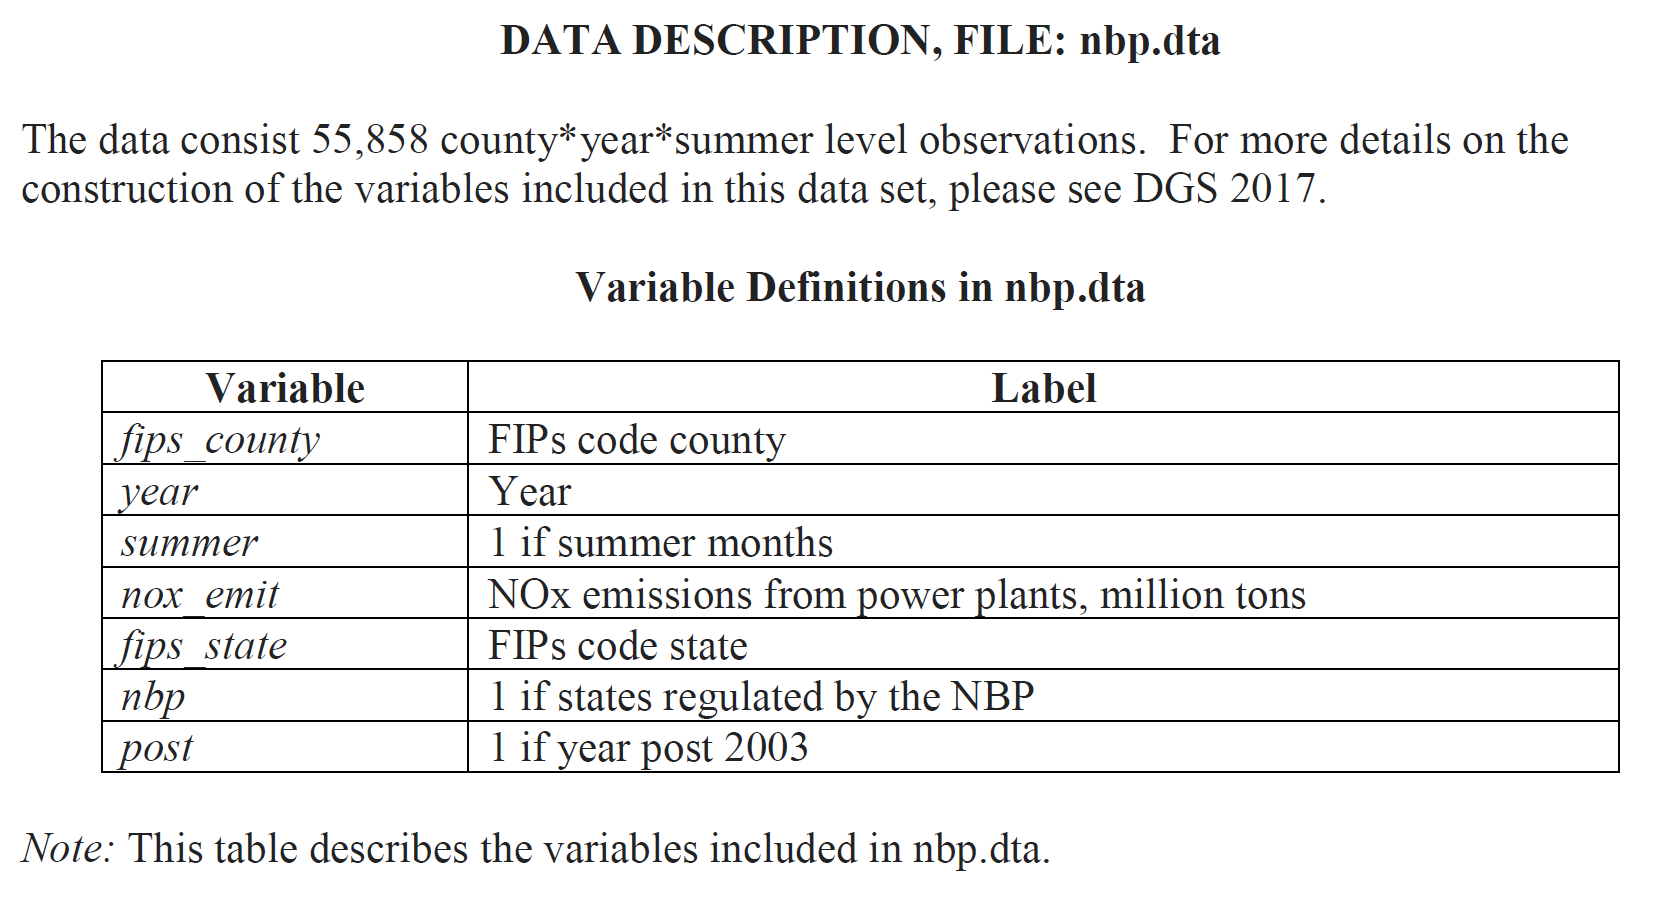 DATA DESCRIPTION, FILE: nbp.dta
The data consist 55,858 county*year*summer level observations.  For more details on the
construction of the variables included in this data set, please see DGS 2017.
Variable Definitions in nbp.dta
Variable Label
fips_county FIPs code county
year Year
summer 1 if summer months
nox_emit NOx emissions from power plants, million tons
fips_state FIPs code state
nbp 1 if states regulated by the NBP
post 1 if year post 2003
Note: This table describes the variables included in nbp.dta.